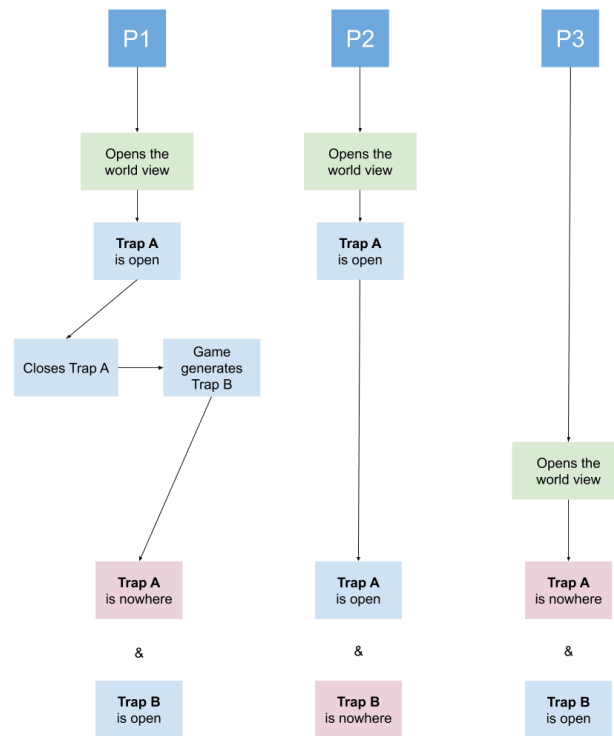 P1
P2
P3
Opens the
world view
Opens the
world view
Trap A
is open
Trap A
is open
Closes Trap A
Game
generates
Trap B
Opens the
world view
Trap A
is nowhere
Trap A
is open
Trap A
is nowhere
&
&
&
Trap B
is open
Trap B
is nowhere
Trap B
is open